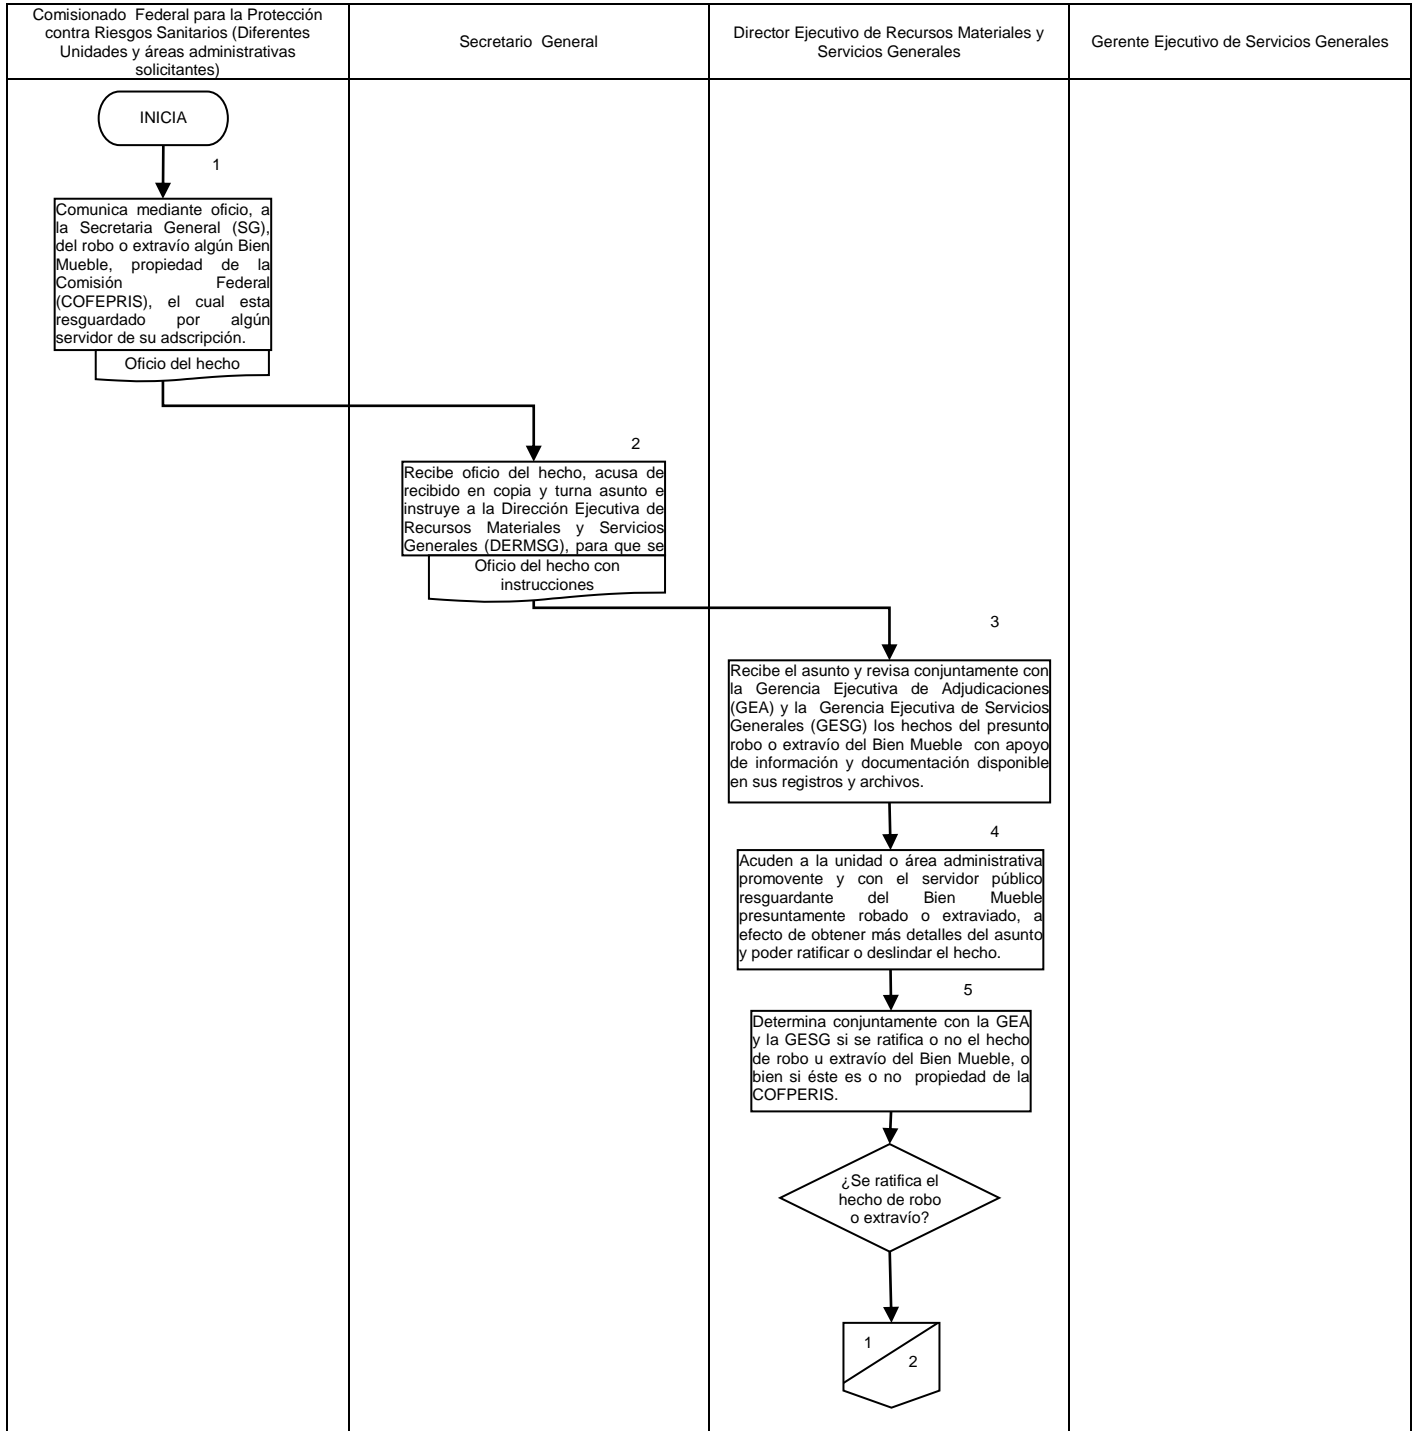 Comisionado Federal para la Protección
contra Riesgos Sanitarios (Diferentes
Unidades y áreas administrativas
solicitantes)
Secretario General
Director Ejecutivo de Recursos Materiales y
Servicios Generales
Gerente Ejecutivo de Servicios Generales
INICIA
1
Comunica mediante oficio, a
la Secretaria General (SG),
del robo o extravío algún Bien
Mueble, propiedad de la
Comisión Federal
(COFEPRIS), el cual esta
resguardado por algún
servidor de su adscripción.
Oficio del hecho
2
Recibe oficio del hecho, acusa de
recibido en copia y turna asunto e
instruye a la Dirección Ejecutiva de
Recursos Materiales y Servicios
Generales (DERMSG), para que se
Oficio del hecho con
instrucciones
3
Recibe el asunto y revisa conjuntamente con
la Gerencia Ejecutiva de Adjudicaciones
(GEA) y la Gerencia Ejecutiva de Servicios
Generales (GESG) los hechos del presunto
robo o extravío del Bien Mueble con apoyo
de información y documentación disponible
en sus registros y archivos.
4
Acuden a la unidad o área administrativa
promovente y con el servidor público
resguardante del Bien Mueble
presuntamente robado o extraviado, a
efecto de obtener más detalles del asunto
y poder ratificar o deslindar el hecho.
5
Determina conjuntamente con la GEA
y la GESG si se ratifica o no el hecho
de robo u extravío del Bien Mueble, o
bien si éste es o no propiedad de la
COFPERIS.
¿Se ratifica el
hecho de robo
o extravío?
1
2